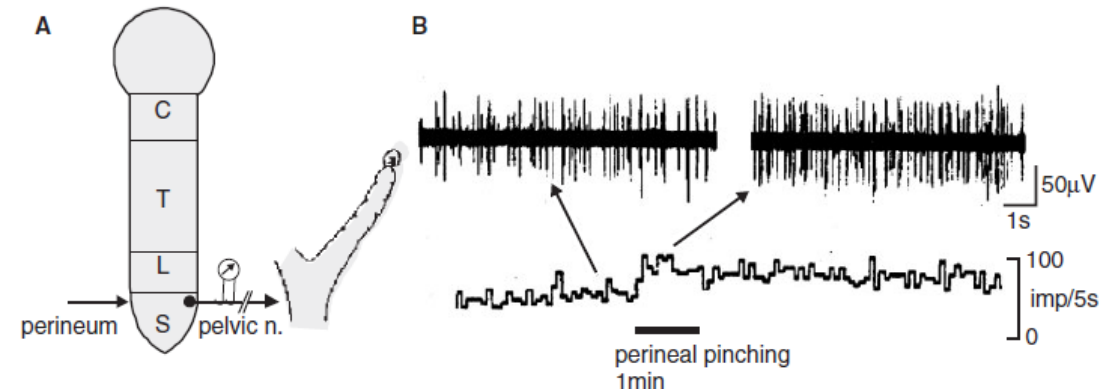 A
C
T
L
S
perineum
pelvic n.
B
50μV
1s
100
imp/5s
0
perineal pinching
1min